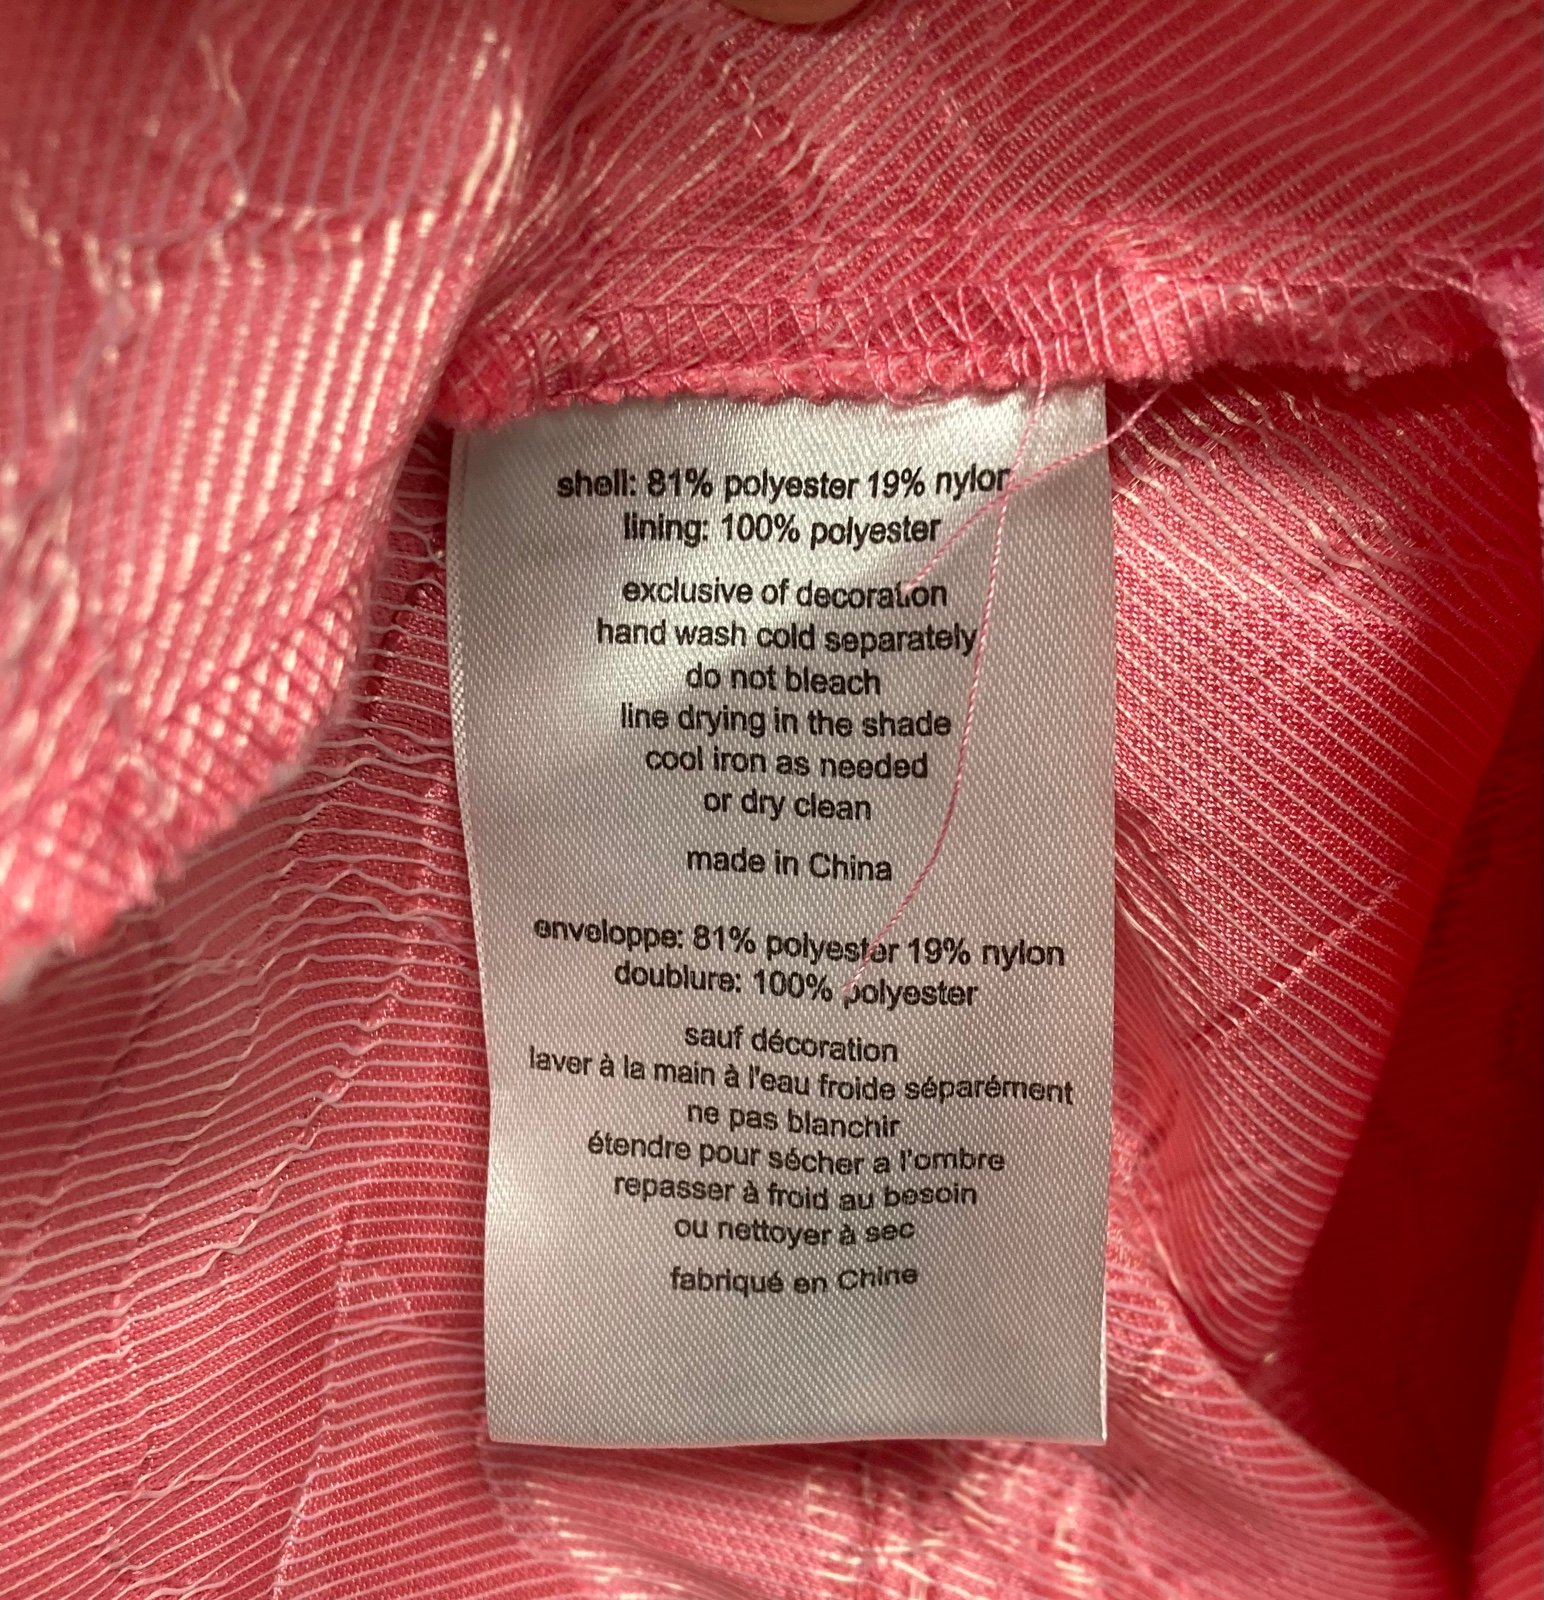 shell: 81% polyester 19% nylon
lining: 100% polyester
exclusive of decoration
hand wash cold separately
do not bleach
line drying in the shade
cool iron as needed
or dry clean
made in China
enveloppe: 81% polyester 19% nylon
doublure: 100% polyester
sauf décoration
laver à la main à l'eau froide séparément
ne pas blanchir
étendre pour sécher a l'ombre
repasser à froid au besoin
ou nettoyer à sec
fabriqué en Chine